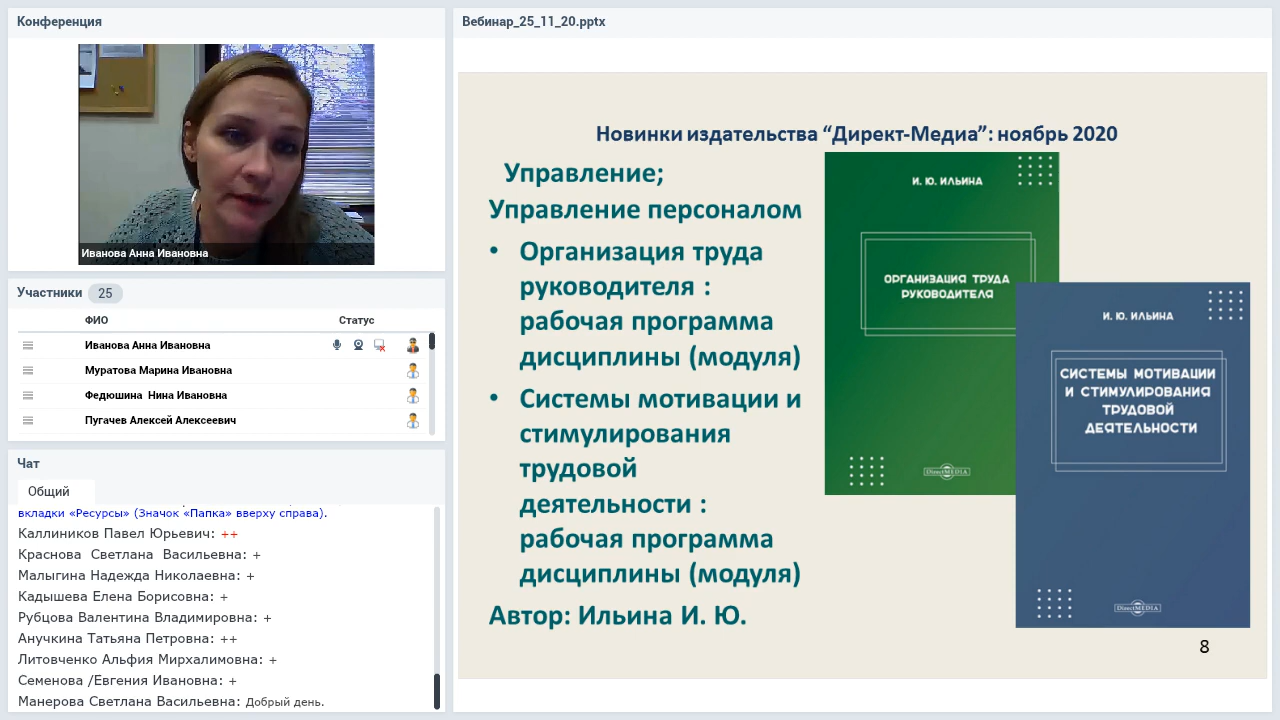 Конференция
Иванова Анна Ивановна
Участники 25
ФИО Статус
Иванова Анна Ивановна
Муратова Марина Ивановна
Федюшина Нина Ивановна
Пугачев Алексей Алексеевич
Чат
Общий
вкладки «Ресурсы» (Значок «Папка» вверху справа).
Каллиников Павел Юрьевич: ++
Краснова Светлана Васильевна: +
Малыгина Надежда Николаевна: +
Кадышева Елена Борисовна: +
Рубцова Валентина Владимировна: +
Анучкина Татьяна Петровна: ++
Литовченко Альфия Мирхалимовна: +
Семенова /Евгения Ивановна: +
Манерова Светлана Васильевна: Добрый день.
Вебинар_25_11_20.pptx
Новинки издательства “Директ-Медиа”: ноябрь 2020
Управление;
Управление персоналом
• Организация труда
руководителя :
рабочая программа
дисциплины (модуля)
• Системы мотивации и
стимулирования
трудовой
деятельности :
рабочая программа
дисциплины (модуля)
Автор: Ильина И. Ю.
И. Ю. ИЛЬИНА
ОРГАНИЗАЦИЯ ТРУДА
РУКОВОДИТЕЛЯ
DirectMEDIA
И. Ю. ИЛЬИНА
СИСТЕМЫ МОТИВАЦИИ
И СТИМУЛИРОВАНИЯ
ТРУДОВОЙ
ДЕЯТЕЛЬНОСТИ
DirectMEDIA
8